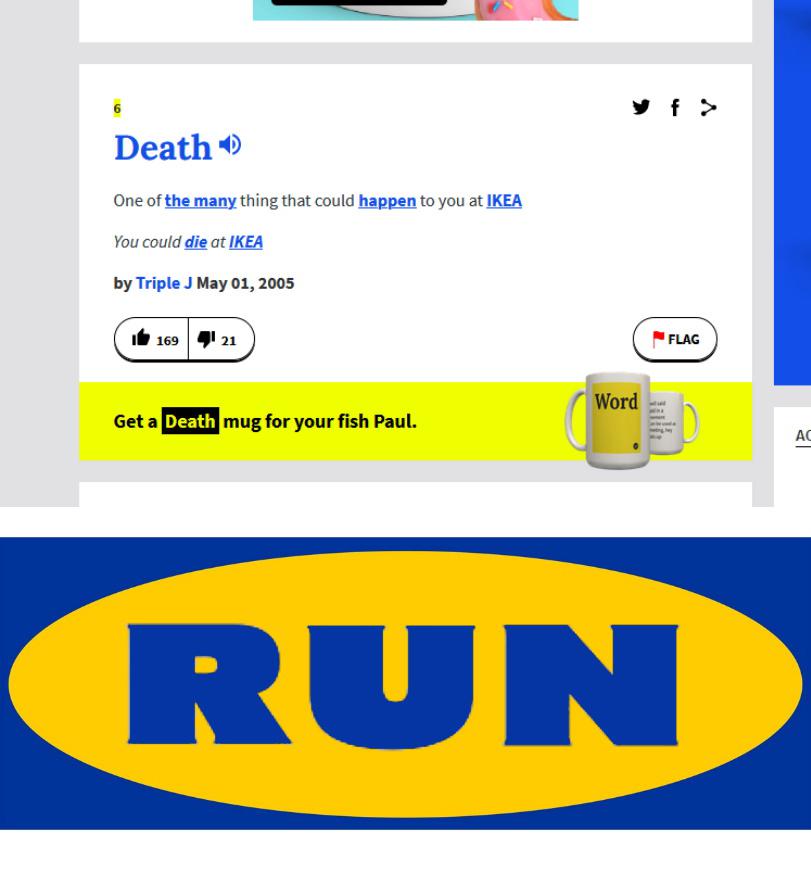 6
Death
One of the many thing that could happen to you at IKEA
You could die at IKEA
by Triple J May 01, 2005
169 21
FLAG
Get a Death mug for your fish Paul.
Word
RUN